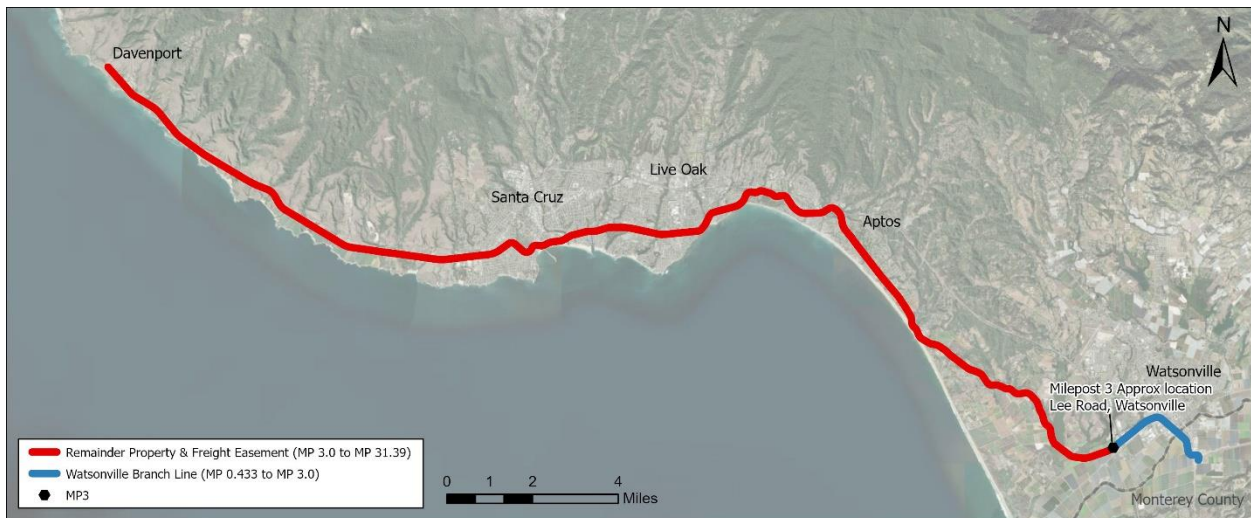 N
Davenport
Live Oak
Santa Cruz
Aptos
Watsonville
Milepost 3 Approx location
Lee Road, Watsonville
Remainder Property & Freight Easement (MP 3.0 to MP 31.39)
Watsonville Branch Line (MP 0.433 to MP 3.0)
MP3
0 2 4
Miles
Monterey County